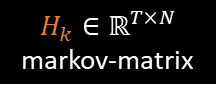 H_k ∈ ℝ^{T×N}
markov-matrix